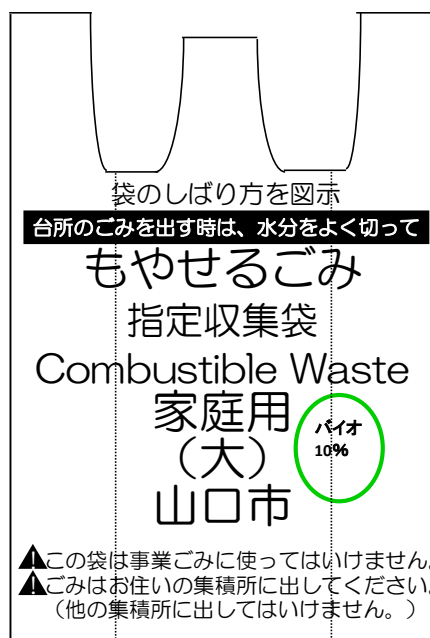 袋のしばり方を図示
台所のごみを出す時は、水分をよく切って
もやせるごみ
指定収集袋
Combustible Waste
家庭用
（大）
バイオ
10%
山口市
⚠この袋は事業ごみに使ってはいけません。
⚠ごみはお住いの集積所に出してください。
（他の集積所に出してはいけません。）